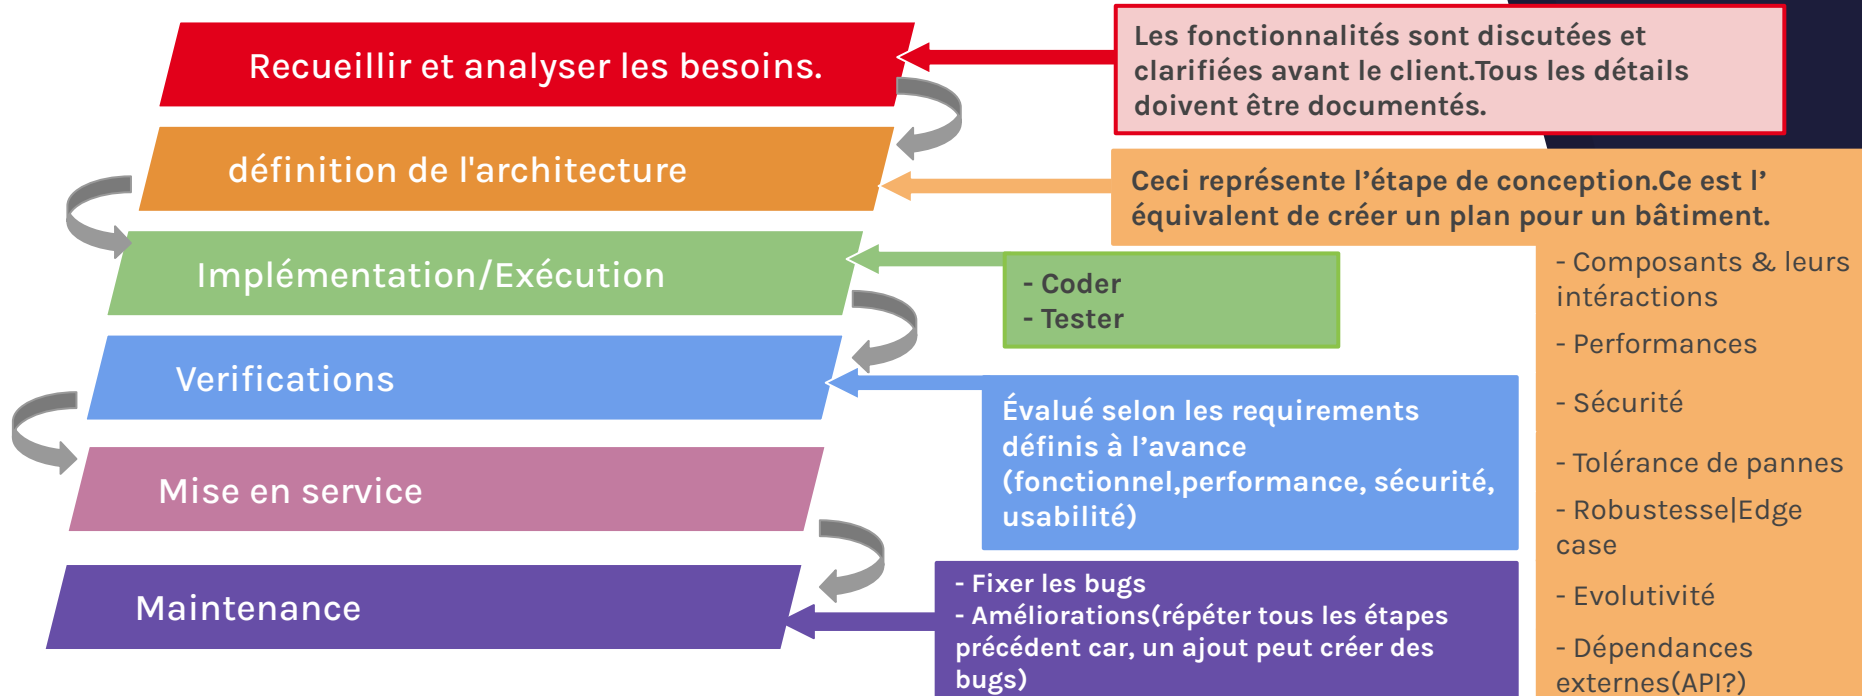 Recueillir et analyser les besoins.
Les fonctionnalités sont discutées et
clarifiées avant le client.Tous les détails
doivent être documentés.
définition de l'architecture
Ceci représente l’étape de conception.Ce est l’
équivalent de créer un plan pour un bâtiment.
- Composants & leurs
intéractions
- Performances
- Sécurité
- Tolérance de pannes
- Robustesse|Edge
case
- Evolutivité
- Dépendances
externes(API?)
Implémentation/Exécution
- Coder
- Tester
Verifications
Évalué selon les requirements
définis à l’avance
(fonctionnel,performance, sécurité,
usabilité)
Mise en service
Maintenance
- Fixer les bugs
- Améliorations(répéter tous les étapes
précédent car, un ajout peut créer des
bugs)